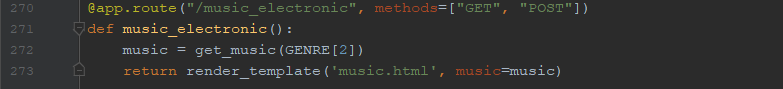 270 @app.route("/music_electronic", methods=["GET", "POST"])
271 def music_electronic():
272     music = get_music(GENRE[2])
273     return render_template('music.html', music=music)